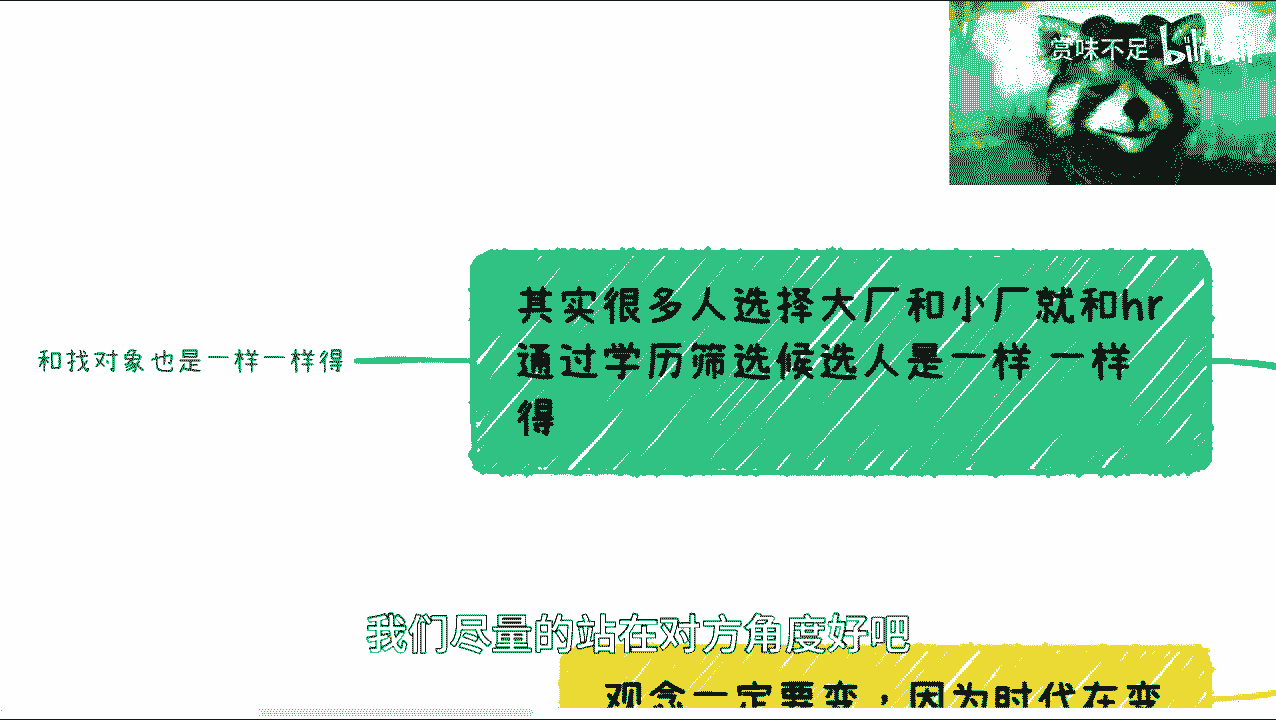 赏味不足 bilibili
其实很多人选择大厂和小厂就和hr
通过学历筛选候选人是一样 一样
得
和找对象也是一样一样得
我们尽量的站在对方角度好吧
观念一定要变，因为时代在变